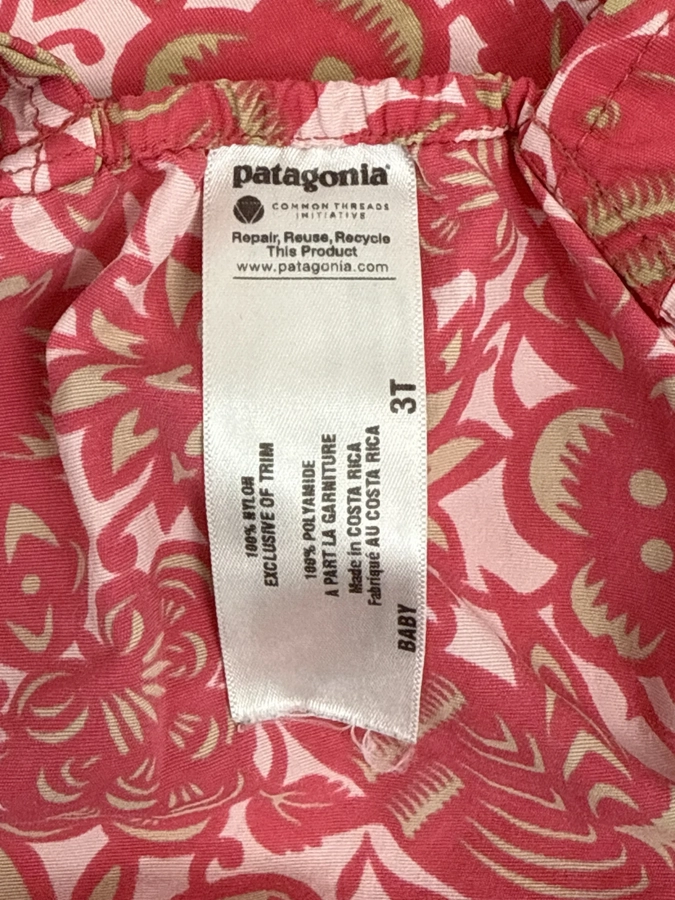 patagonia®
COMMON THREADS
INITIATIVE
Repair, Reuse, Recycle
This Product
www.patagonia.com
100% NYLON
EXCLUSIVE OF TRIM
100% POLYAMIDE
A PART LA GARNITURE
Made in COSTA RICA
Fabriqué AU COSTA RICA
BABY 3T